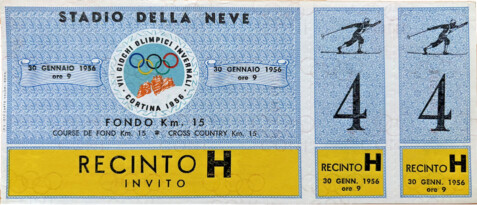 STADIO DELLA NEVE
30 GENNAIO 1956
ore 9
VII GIOCHI OLIMPICI INVERNALI
CORTINA 1956
30 GENNAIO 1956
ore 9
FONDO Km. 15
COURSE DE FOND Km. 15 CROSS COUNTRY Km. 15
RECINTO H
INVITO
4
RECINTO H
30 GENN. 1956
ore 9
4
RECINTO H
30 GENN. 1956
ore 9